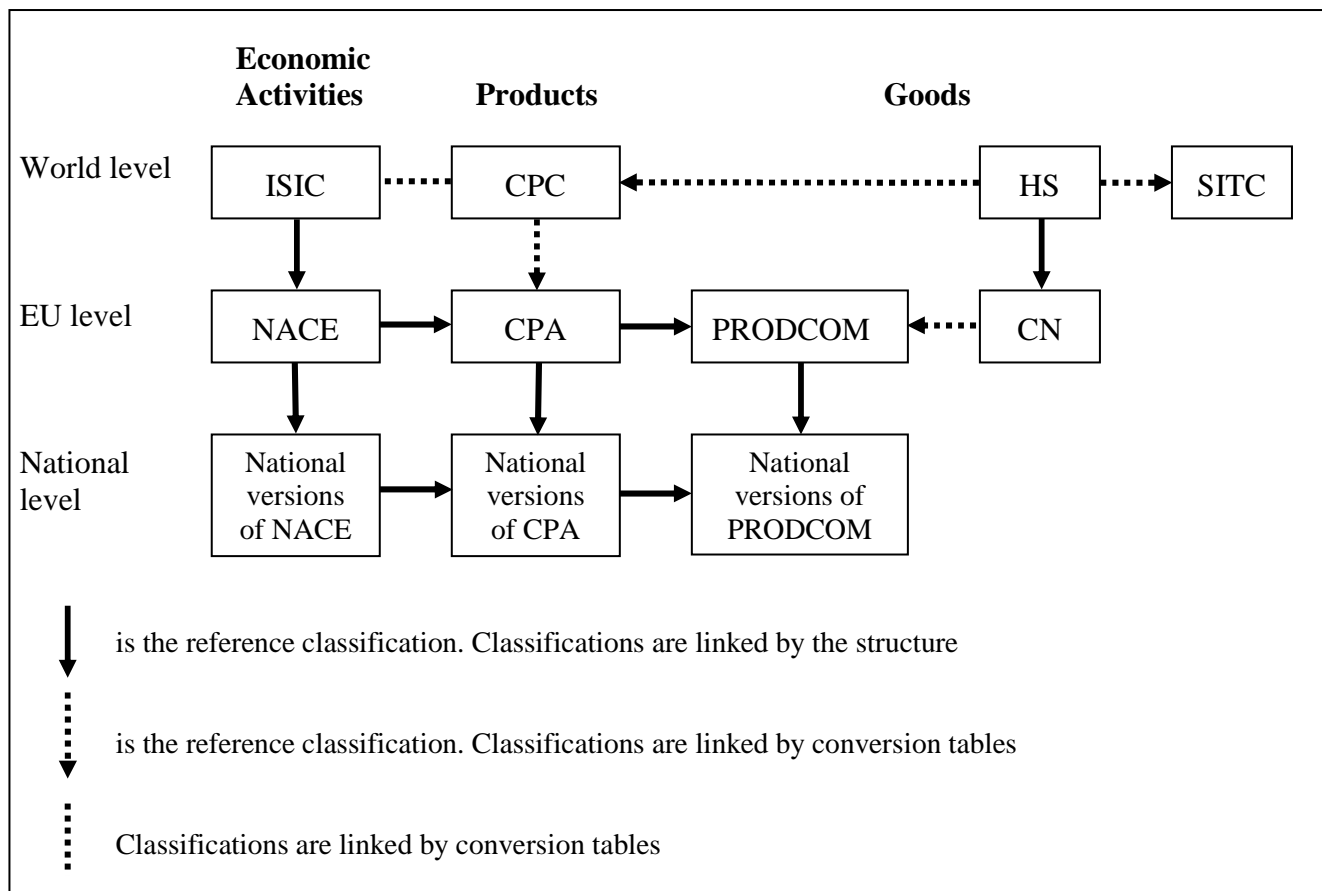 Economic
Activities
Products
Goods
World level
ISIC
CPC
HS
SITC
EU level
NACE
CPA
PRODCOM
CN
National
level
National
versions
of NACE
National
versions
of CPA
National
versions of
PRODCOM
is the reference classification. Classifications are linked by the structure
is the reference classification. Classifications are linked by conversion tables
Classifications are linked by conversion tables